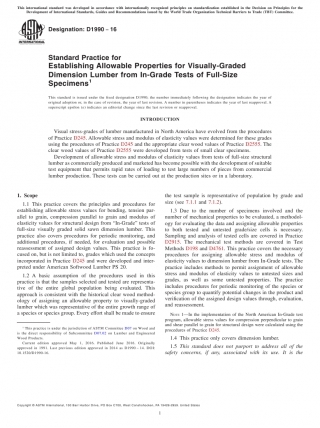 This international standard was developed in accordance with internationally recognized principles on standardization established in the Decision on Principles for the
Development of International Standards, Guides and Recommendations issued by the World Trade Organization Technical Barriers to Trade (TBT) Committee.
Designation: D1990 − 16
Standard Practice for
Establishing Allowable Properties for Visually-Graded
Dimension Lumber from In-Grade Tests of Full-Size
Specimens1
This standard is issued under the fixed designation D1990; the number immediately following the designation indicates the year of
original adoption or, in the case of revision, the year of last revision. A number in parentheses indicates the year of last reapproval. A
superscript epsilon (ε) indicates an editorial change since the last revision or reapproval.
INTRODUCTION
Visual stress-grades of lumber manufactured in North America have evolved from the procedures
of Practice D245. Allowable stress and modulus of elasticity values were determined for these grades
using the procedures of Practice D245 and the appropriate clear wood values of Practice D2555. The
clear wood values of Practice D2555 were developed from tests of small clear specimens.
Development of allowable stress and modulus of elasticity values from tests of full-size structural
lumber as commercially produced and marketed has become possible with the development of suitable
test equipment that permits rapid rates of loading to test large numbers of pieces from commercial
lumber production. These tests can be carried out at the production sites or in a laboratory.
1. Scope
1.1 This practice covers the principles and procedures for
establishing allowable stress values for bending, tension par-
allel to grain, compression parallel to grain and modulus of
elasticity values for structural design from “In-Grade” tests of
full-size visually graded solid sawn dimension lumber. This
practice also covers procedures for periodic monitoring, and
additional procedures, if needed, for evaluation and possible
reassessment of assigned design values. This practice is fo-
cused on, but is not limited to, grades which used the concepts
incorporated in Practice D245 and were developed and inter-
preted under American Softwood Lumber PS 20.
1.2 A basic assumption of the procedures used in this
practice is that the samples selected and tested are representa-
tive of the entire global population being evaluated. This
approach is consistent with the historical clear wood method-
ology of assigning an allowable property to visually-graded
lumber which was representative of the entire growth range of
a species or species group. Every effort shall be made to ensure
1 This practice is under the jurisdiction of ASTM Committee D07 on Wood and
is the direct responsibility of Subcommittee D07.02 on Lumber and Engineered
Wood Products.
Current edition approved May 1, 2016. Published June 2016. Originally
approved in 1991. Last previous edition approved in 2014 as D1990 – 14. DOI:
10.1520/D1990-16.
the test sample is representative of population by grade and
size (see 7.1.1 and 7.1.2).
1.3 Due to the number of specimens involved and the
number of mechanical properties to be evaluated, a methodol-
ogy for evaluating the data and assigning allowable properties
to both tested and untested grade/size cells is necessary.
Sampling and analysis of tested cells are covered in Practice
D2915. The mechanical test methods are covered in Test
Methods D198 and D4761. This practice covers the necessary
procedures for assigning allowable stress and modulus of
elasticity values to dimension lumber from In-Grade tests. The
practice includes methods to permit assignment of allowable
stress and modulus of elasticity values to untested sizes and
grades, as well as some untested properties. The practice
includes procedures for periodic monitoring of the species or
species group to quantify potential changes in the product and
verification of the assigned design values through, evaluation,
and reassessment.
NOTE 1—In the implementation of the North American In-Grade test
program, allowable stress values for compression perpendicular to grain
and shear parallel to grain for structural design were calculated using the
procedures of Practice D245.
1.4 This practice only covers dimension lumber.
1.5 This standard does not purport to address all of the
safety concerns, if any, associated with its use. It is the
Copyright © ASTM International, 100 Barr Harbor Drive, PO Box C700, West Conshohocken, PA 19428-2959. United States
1